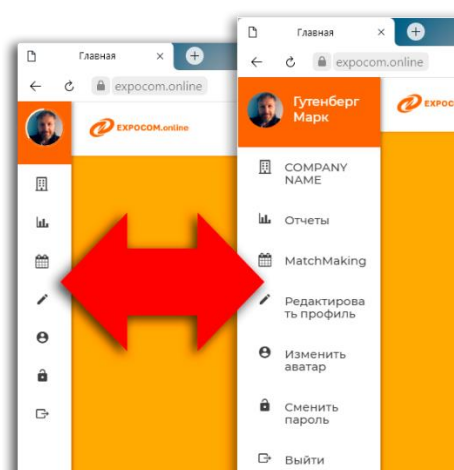 Главная
expocom.online
EXPOCOM.online
Главная
expocom.online
Гутенберг
Марк
EXPOC
COMPANY
NAME
Отчеты
MatchMaking
Редактирова
ть профиль
Изменить
аватар
Сменить
пароль
Выйти